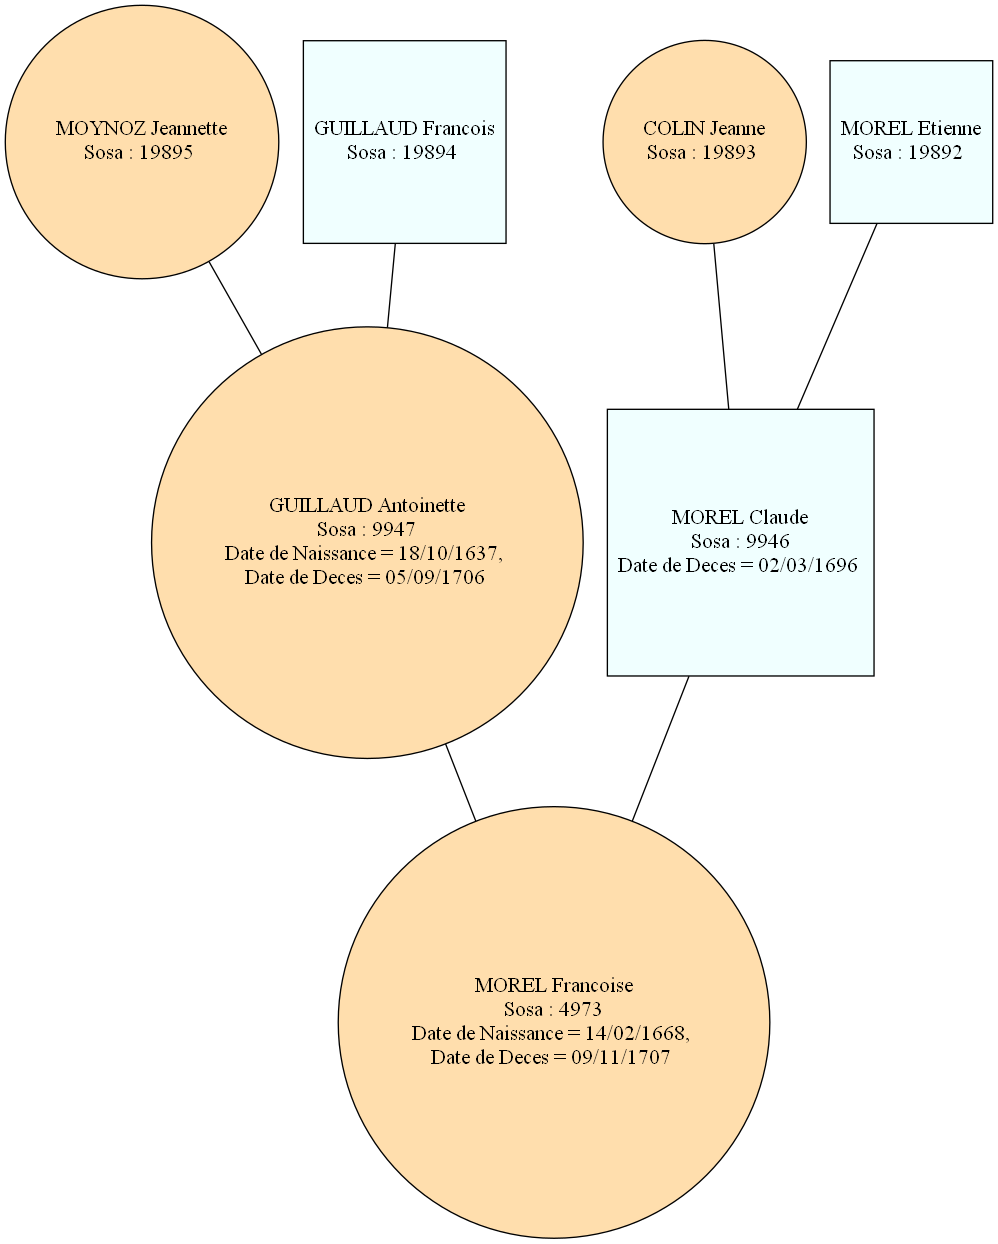 MOYNOZ Jeannette
Sosa : 19895
GUILLAUD Francois
Sosa : 19894
COLIN Jeanne
Sosa : 19893
MOREL Etienne
Sosa : 19892
GUILLAUD Antoinette
Sosa : 9947
Date de Naissance = 18/10/1637,
Date de Deces = 05/09/1706
MOREL Claude
Sosa : 9946
Date de Deces = 02/03/1696
MOREL Francoise
Sosa : 4973
Date de Naissance = 14/02/1668,
Date de Deces = 09/11/1707